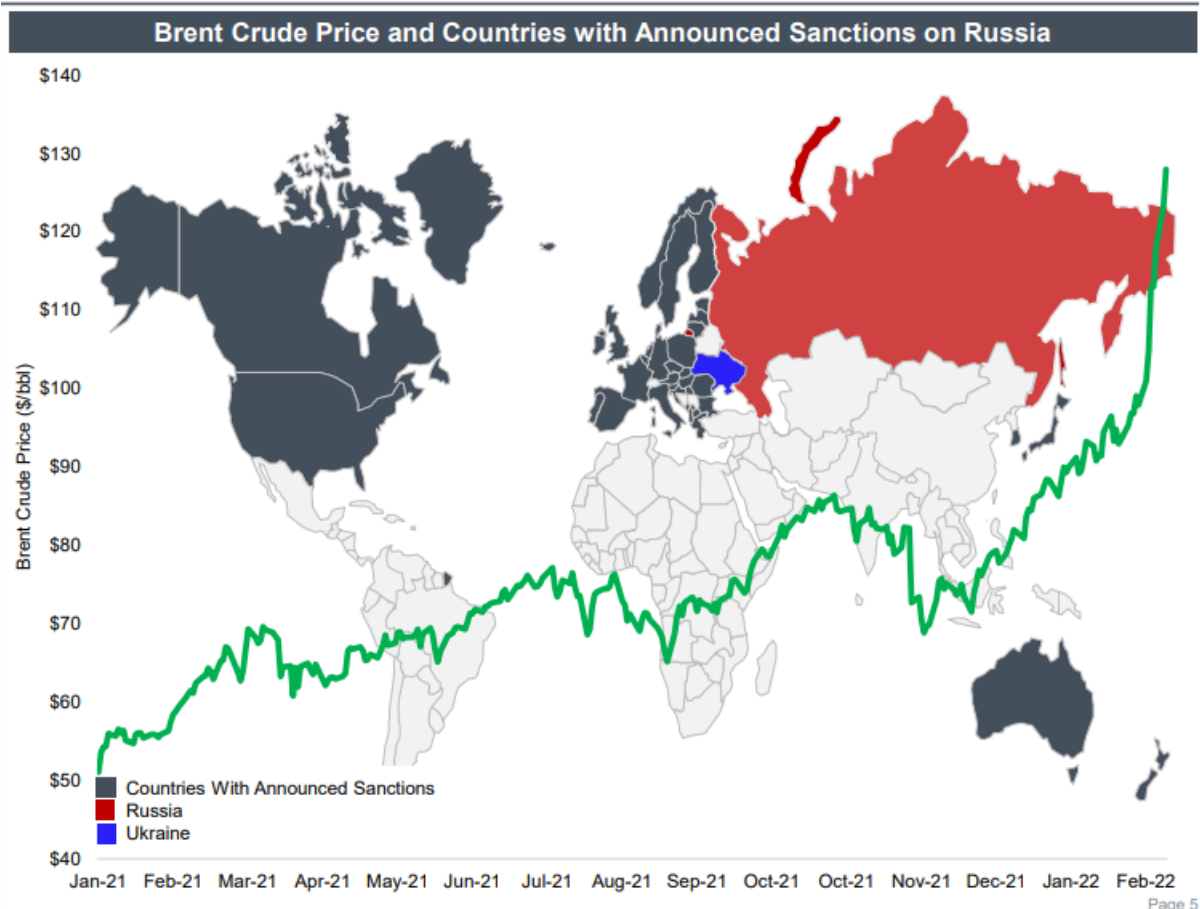 Brent Crude Price and Countries with Announced Sanctions on Russia
$140
$130
$120
$110
$100
$90
$80
$70
$60
$50
$40
Brent Crude Price ($/bbl)
Countries With Announced Sanctions
Russia
Ukraine
Jan-21 Feb-21 Mar-21 Apr-21 May-21 Jun-21 Jul-21 Aug-21 Sep-21 Oct-21 Oct-21 Nov-21 Dec-21 Jan-22 Feb-22
Page 5